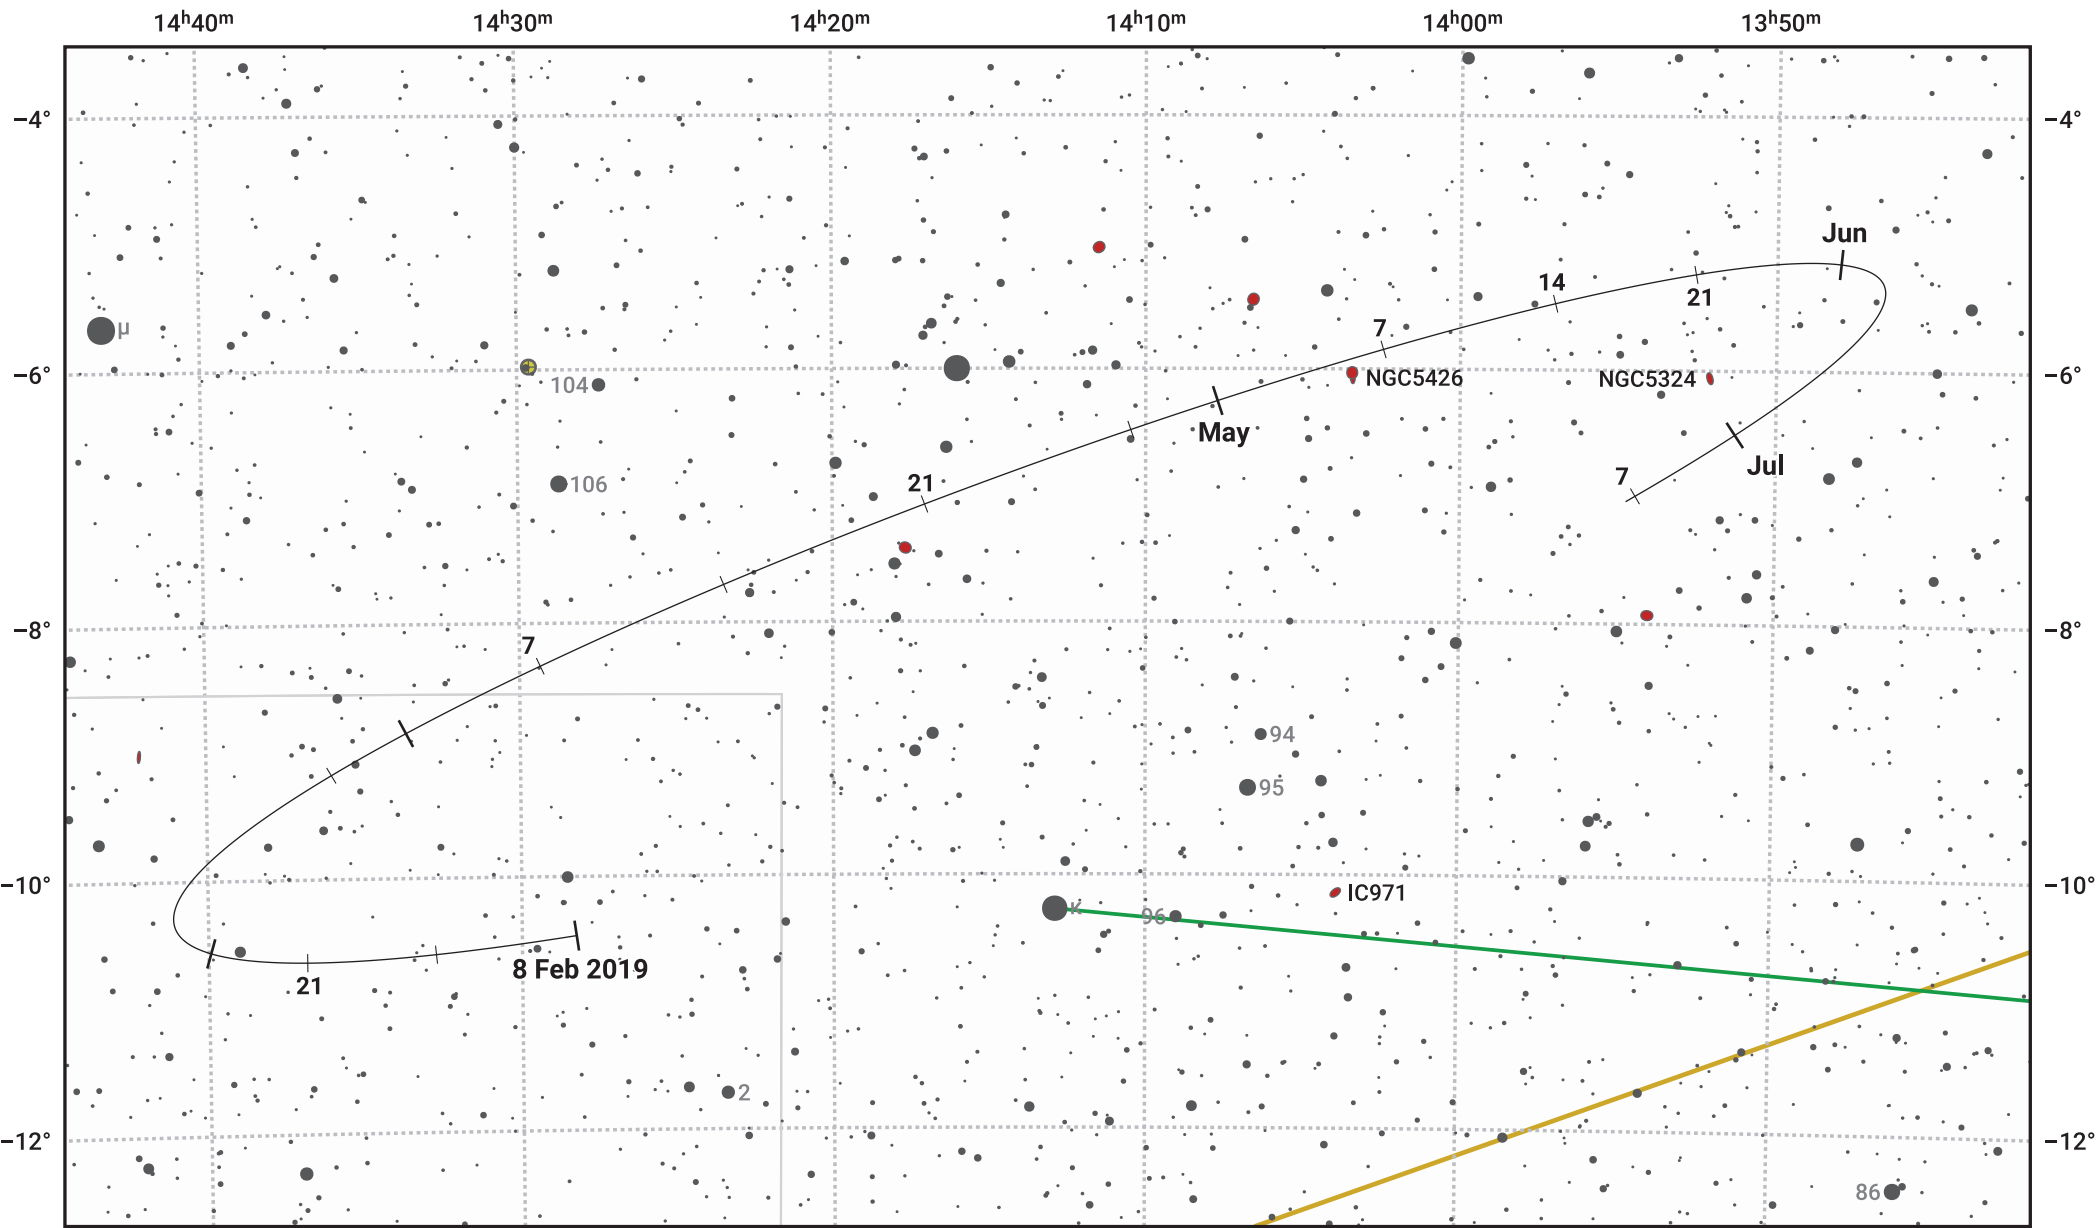 14ʰ40ᵐ 14ʰ30ᵐ 14ʰ20ᵐ 14ʰ10ᵐ 14ʰ00ᵐ 13ʰ50ᵐ
−4° −4°
Jun
14
21
μ
7
−6° 104 NGC5426 NGC5324 −6°
May
Jul
106 21 7
−8° −8°
7
94
95
−10° IC971 −10°
κ 96
8 Feb 2019
21
2
−12° −12°
86